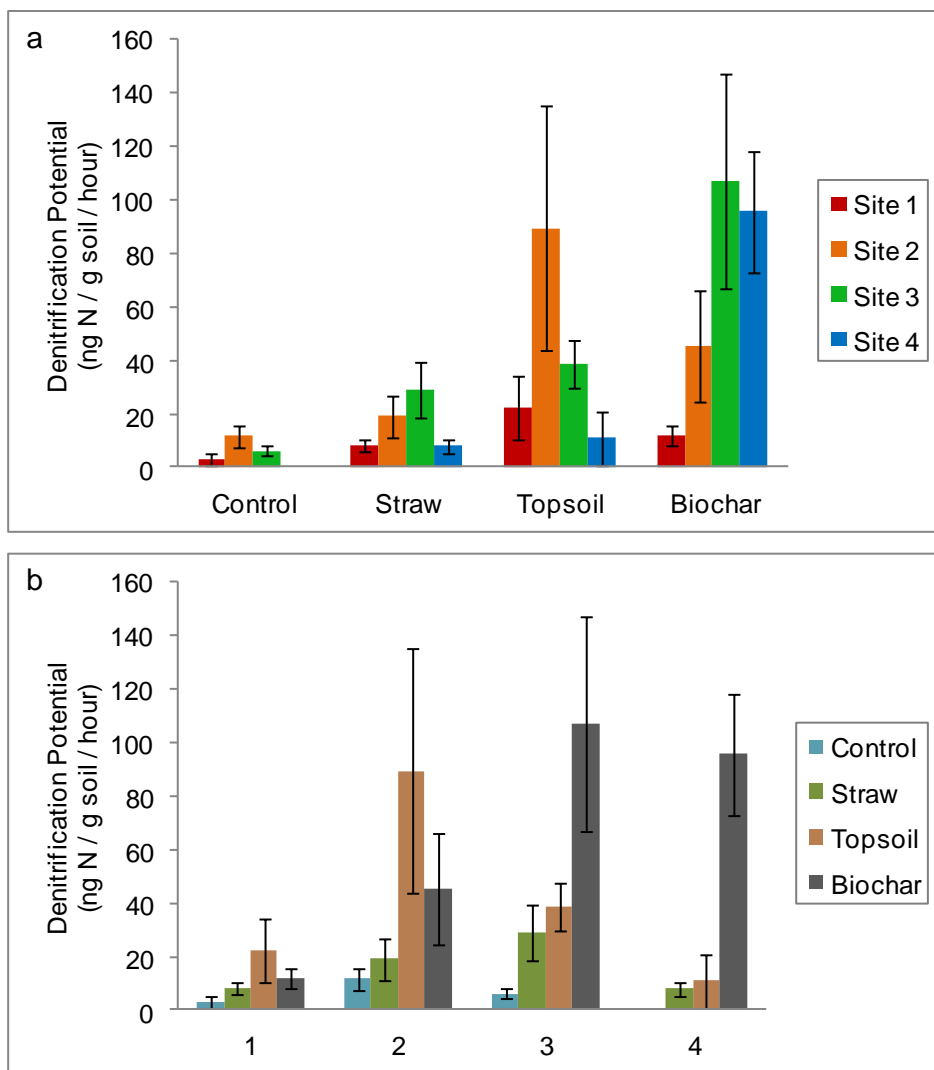 a
Denitrification Potential
(ng N / g soil / hour)
160
140
120
100
80
60
40
20
0
Control Straw Topsoil Biochar
Site 1
Site 2
Site 3
Site 4
b
Denitrification Potential
(ng N / g soil / hour)
160
140
120
100
80
60
40
20
0
1 2 3 4
Control
Straw
Topsoil
Biochar